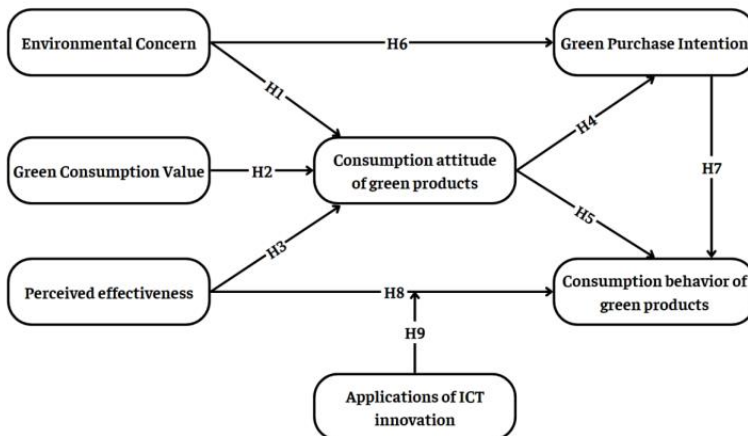 Environmental Concern
H6
Green Purchase Intention
H1
H4
Green Consumption Value
H2
Consumption attitude
of green products
H7
H3
H5
Perceived effectiveness
H8
Consumption behavior of
green products
H9
Applications of ICT
innovation